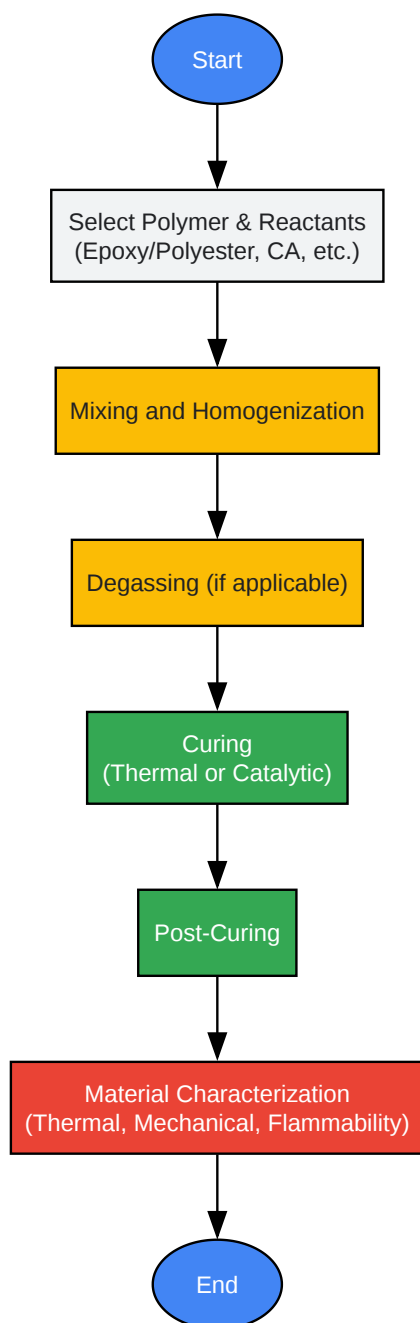 Start
Select Polymer & Reactants
(Epoxy/Polyester, CA, etc.)
Mixing and Homogenization
Degassing (if applicable)
Curing
(Thermal or Catalytic)
Post-Curing
Material Characterization
(Thermal, Mechanical, Flammability)
End